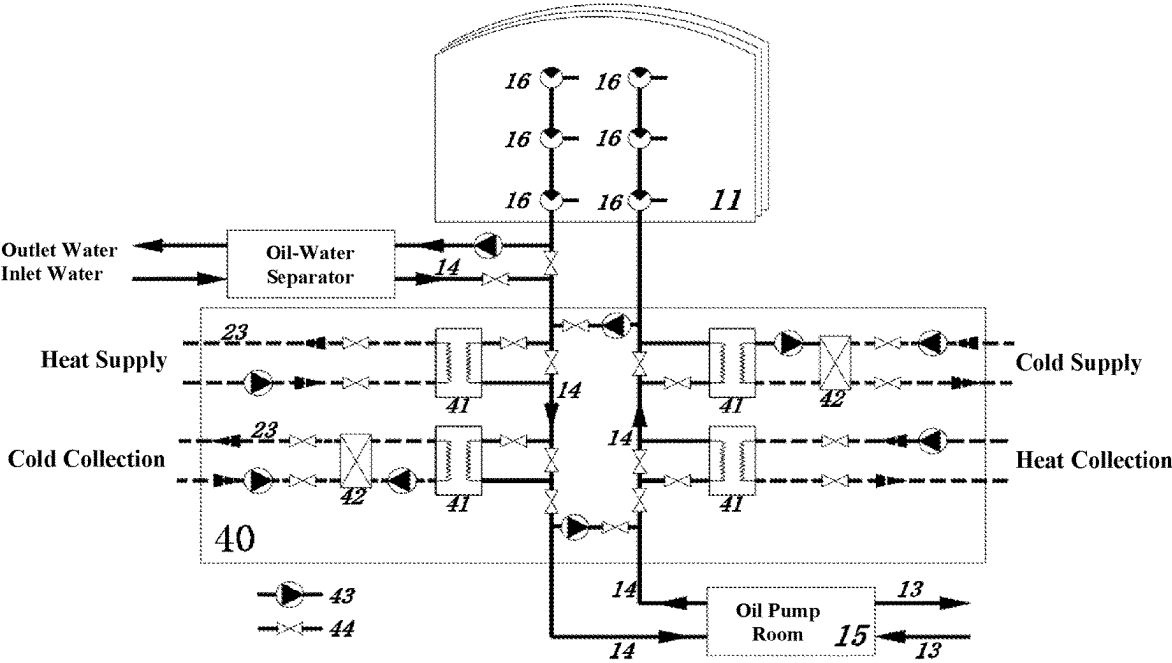 16 16
16 16
16 16 11
Outlet Water
Inlet Water
Oil-Water
Separator
14
23
Heat Supply
41
14
41
42
Cold Supply
23
Cold Collection
42
41
14
41
Heat Collection
40
43
44
14
14
Oil Pump
Room 15
13
13